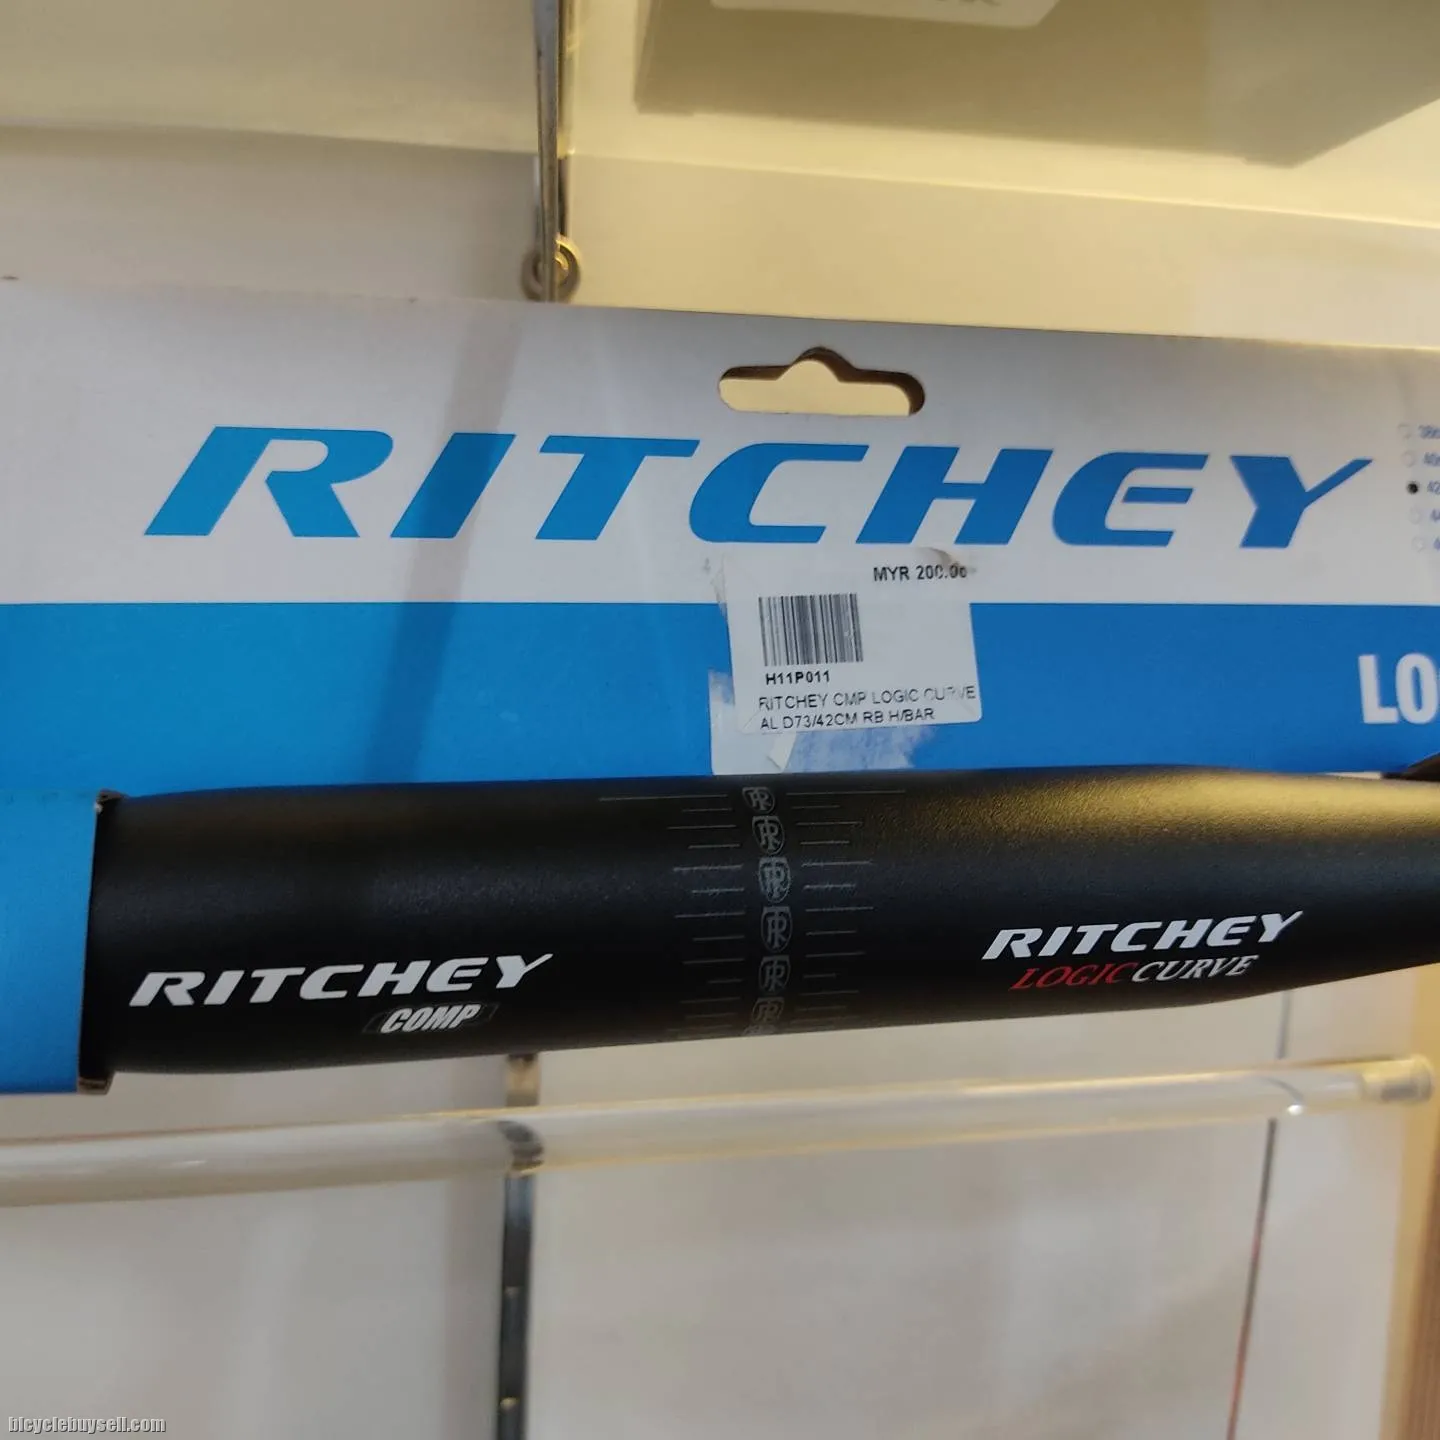 RITCHEY
42
MYR 200.00
H11P011
RITCHEY CMP LOGIC CURVE
AL D73/42CM RB H/BAR
LO
RITCHEY
COMP
RITCHEY
LOGICCURVE
bicyclebuysell.com